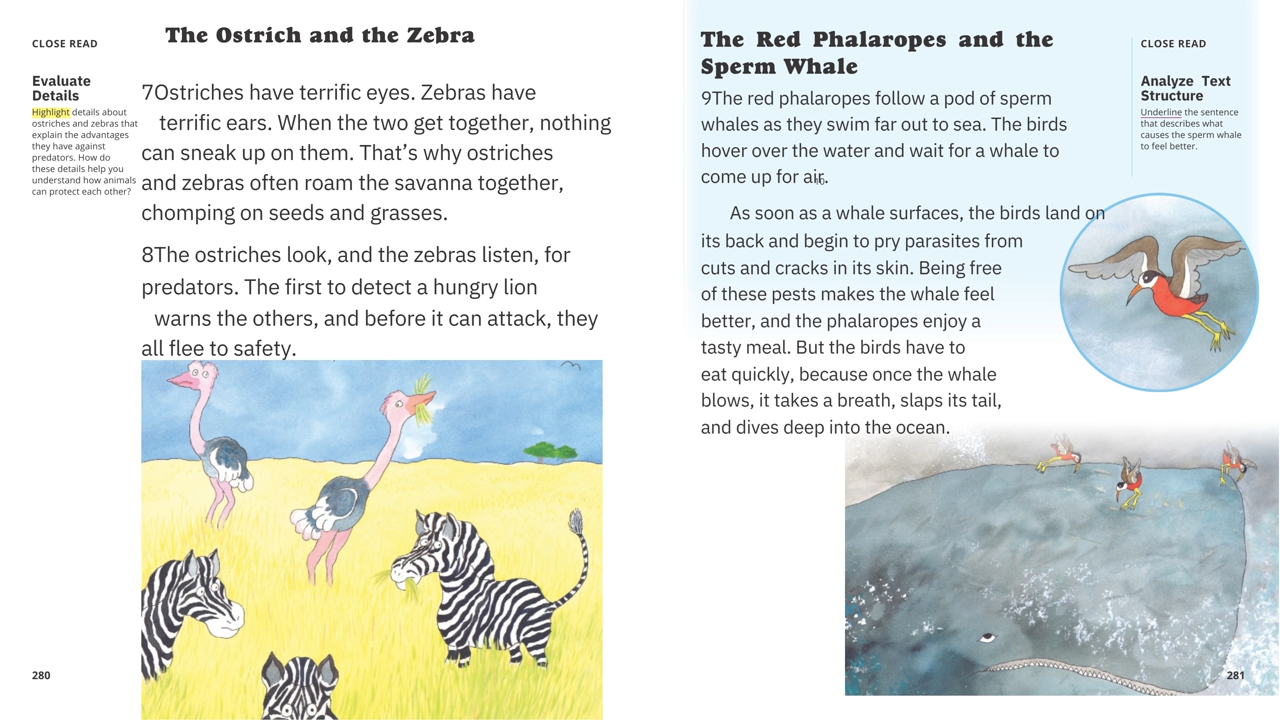 CLOSE READ
The Ostrich and the Zebra
Evaluate
Details
Highlight details about
ostriches and zebras that
explain the advantages
they have against
predators. How do
these details help you
understand how animals
can protect each other?
7Ostriches have terrific eyes. Zebras have
terrific ears. When the two get together, nothing
can sneak up on them. That’s why ostriches
and zebras often roam the savanna together,
chomping on seeds and grasses.
8The ostriches look, and the zebras listen, for
predators. The first to detect a hungry lion
warns the others, and before it can attack, they
all flee to safety.
280
The Red Phalaropes and the
Sperm Whale
9The red phalaropes follow a pod of sperm
whales as they swim far out to sea. The birds
hover over the water and wait for a whale to
come up for air.
As soon as a whale surfaces, the birds land on
its back and begin to pry parasites from
cuts and cracks in its skin. Being free
of these pests makes the whale feel
better, and the phalaropes enjoy a
tasty meal. But the birds have to
eat quickly, because once the whale
blows, it takes a breath, slaps its tail,
and dives deep into the ocean.
CLOSE READ
Analyze Text
Structure
Underline the sentence
that describes what
causes the sperm whale
to feel better.
281